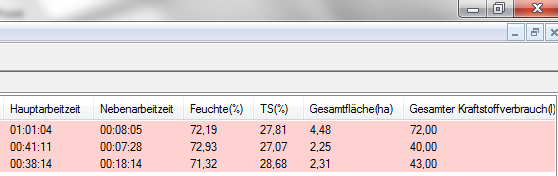 Hauptarbeitzeit Nebenarbeitzeit Feuchte(%) TS(%) Gesamtfläche(ha) Gesamter Kraftstoffverbrauch(l)
01:01:04 00:08:05 72,19 27,81 4,48 72,00
00:41:11 00:07:28 72,93 27,07 2,25 40,00
00:38:14 00:18:14 71,32 28,68 2,31 43,00